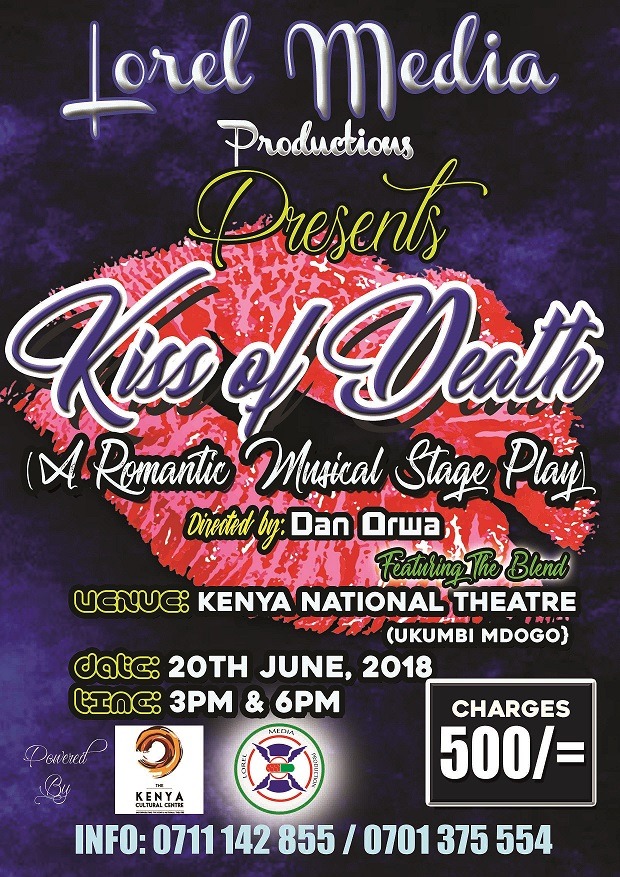 Lorel Media
Productions
Presents
Kiss of Death
(A Romantic Musical Stage Play)
Directed by: Dan Orwa
Featuring The Blend
VENUE: KENYA NATIONAL THEATRE
(UKUMBI MDOGO}
date: 20TH JUNE, 2018
time: 3PM & 6PM
CHARGES
500/=
Powered
By
THE
KENYA
CULTURAL CENTRE
LOREL MEDIA PRODUCTION
INFO: 0711 142 855 / 0701 375 554